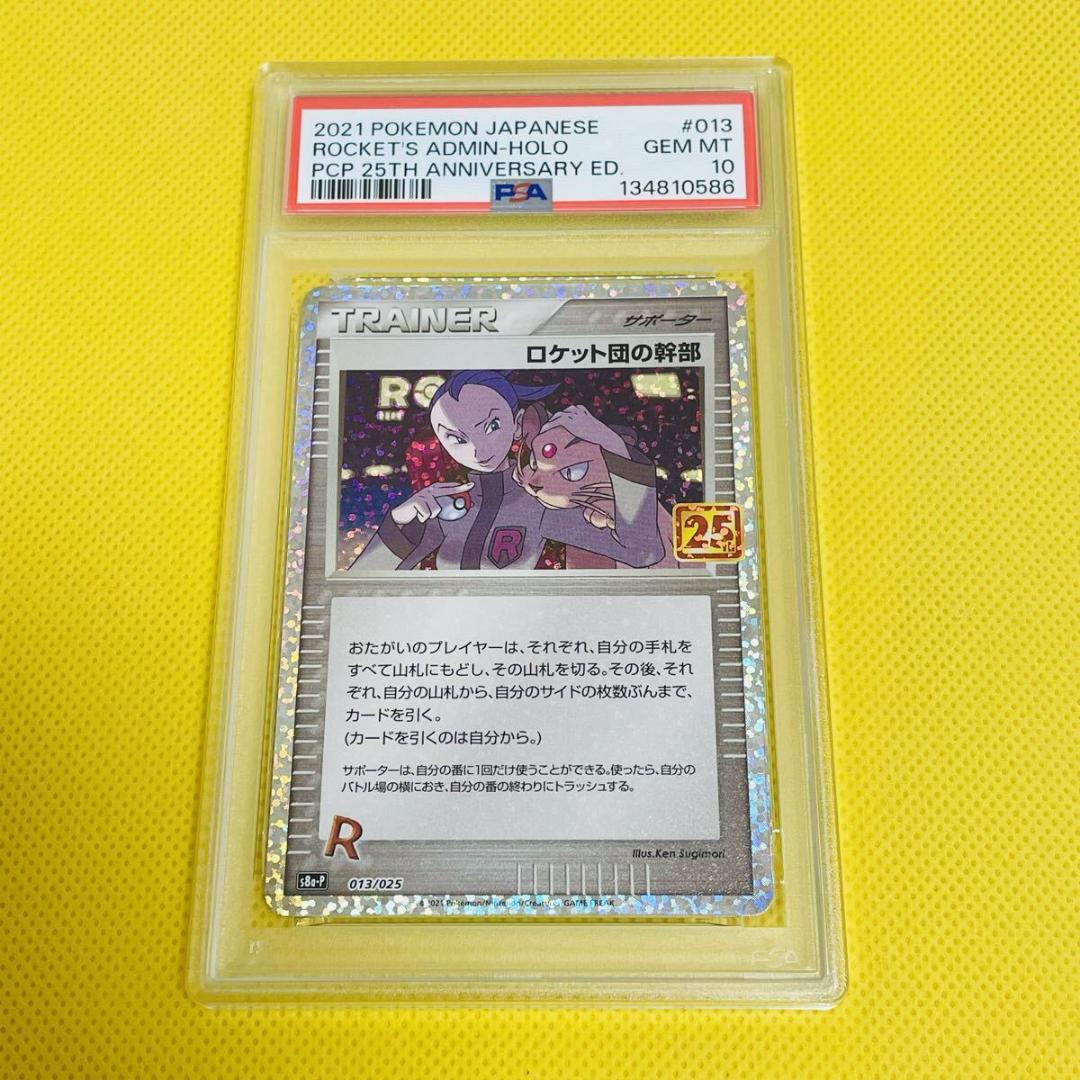 2021 POKEMON JAPANESE #013
ROCKET'S ADMIN-HOLO GEM MT
PCP 25TH ANNIVERSARY ED. 10
PSA 134810586
TRAINER サポーター
ロケット団の幹部
RO
R
25th
おたがいのプレイヤーは、それぞれ、自分の手札を
すべて山札にもどし、その山札を切る。その後、それ
ぞれ、自分の山札から、自分のサイドの枚数ぶんまで、
カードを引く。
(カードを引くのは自分から。)
サポーターは、自分の番に1回だけ使うことができる。使ったら、自分の
バトル場の横におき、自分の番の終わりにトラッシュする。
R
Illus.Ken Sugimori
s8a-P 013/025
©2021 Pokémon/Nintendo/Creatures/GAME FREAK
PSA